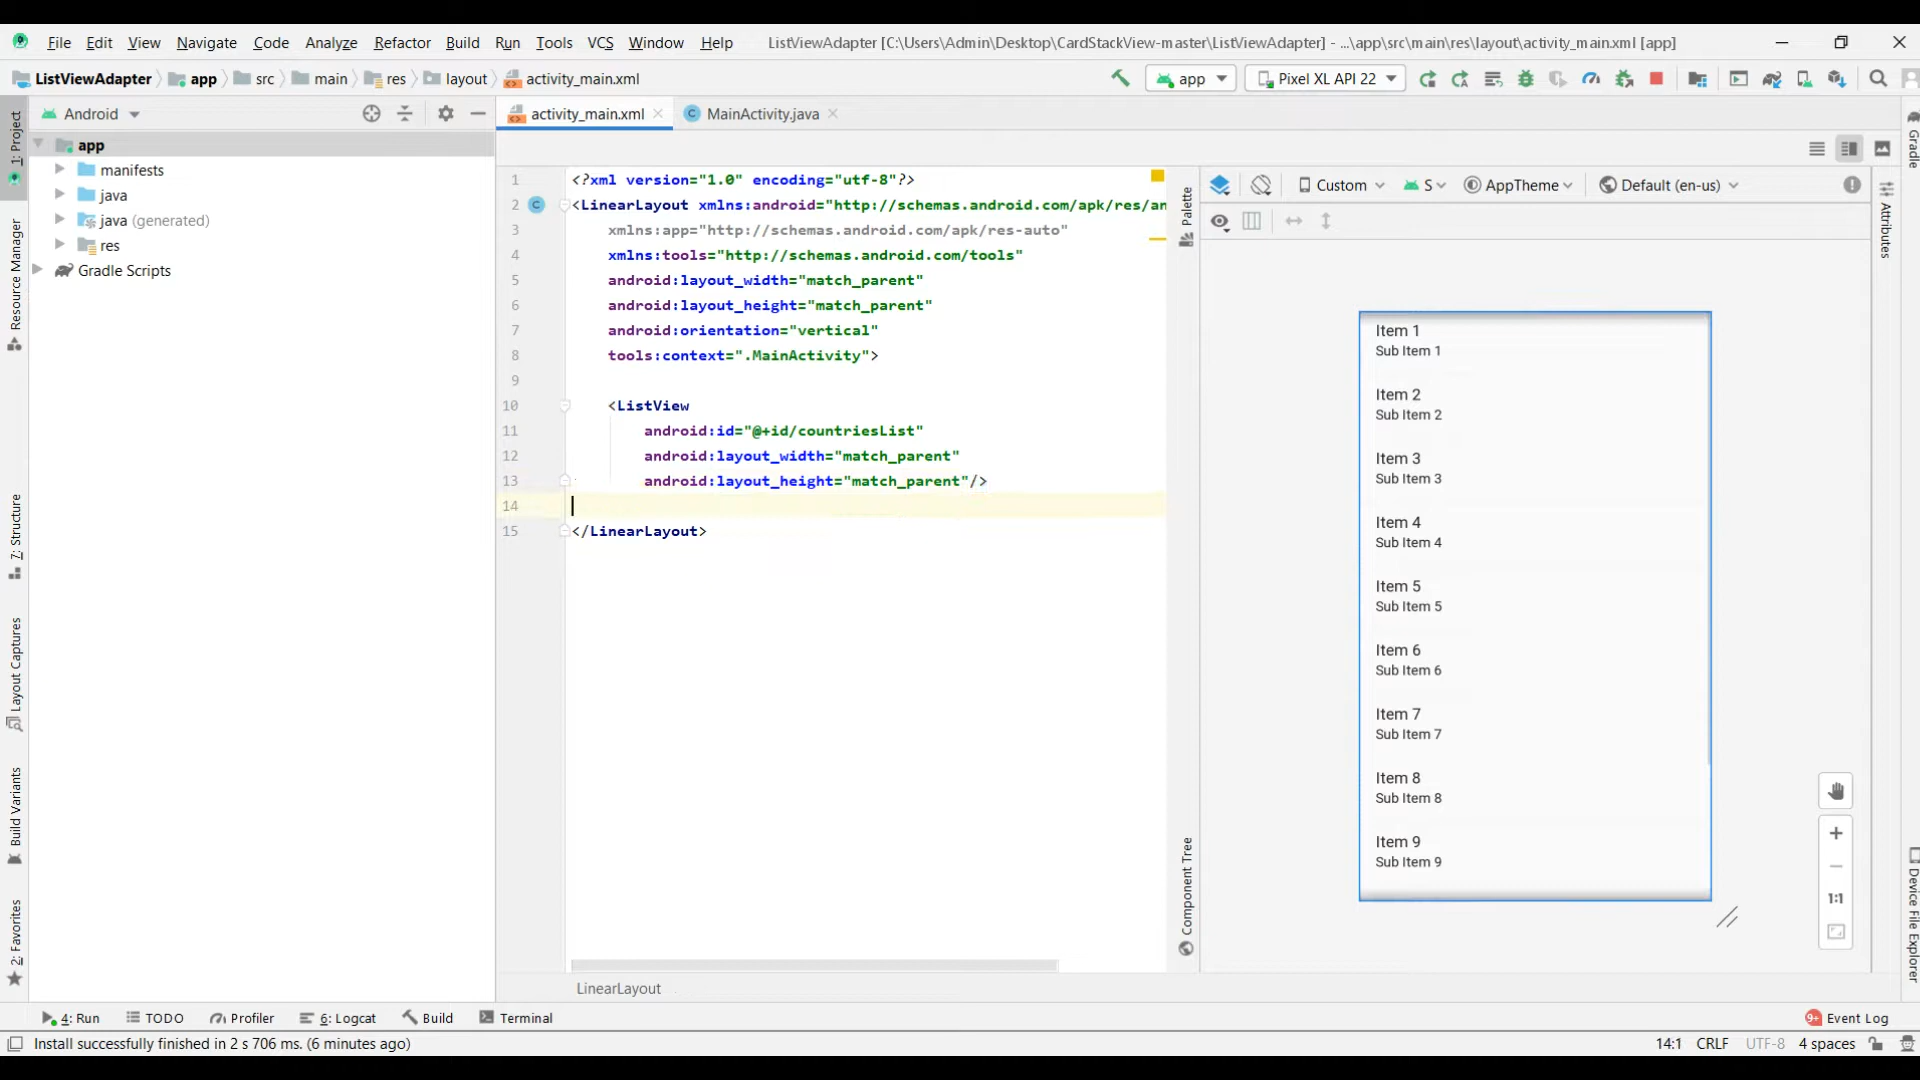 File Edit View Navigate Code Analyze Refactor Build Run Tools VCS Window Help ListViewAdapter [C:\Users\Admin\Desktop\CardStackView-master\ListViewAdapter] - ...\app\src\main\res\layout\activity_main.xml [app]
ListViewAdapter app src main res layout activity_main.xml app Pixel XL API 22
Android
activity_main.xml MainActivity.java
1: Project
Resource Manager
7: Structure
Layout Captures
Build Variants
2: Favorites
app
manifests
java
java (generated)
res
Gradle Scripts
1 <?xml version="1.0" encoding="utf-8"?>
2 <LinearLayout xmlns:android="http://schemas.android.com/apk/res/an
3 xmlns:app="http://schemas.android.com/apk/res-auto"
4 xmlns:tools="http://schemas.android.com/tools"
5 android:layout_width="match_parent"
6 android:layout_height="match_parent"
7 android:orientation="vertical"
8 tools:context=".MainActivity">
9
10 <ListView
11 android:id="@+id/countriesList"
12 android:layout_width="match_parent"
13 android:layout_height="match_parent"/>
14
15 </LinearLayout>
LinearLayout
Palette
Component Tree
Custom S AppTheme Default (en-us)
Item 1
Sub Item 1
Item 2
Sub Item 2
Item 3
Sub Item 3
Item 4
Sub Item 4
Item 5
Sub Item 5
Item 6
Sub Item 6
Item 7
Sub Item 7
Item 8
Sub Item 8
Item 9
Sub Item 9
1:1
Gradle
Attributes
Device File Explorer
4: Run TODO Profiler 6: Logcat Build Terminal 9+ Event Log
Install successfully finished in 2 s 706 ms. (6 minutes ago) 14:1 CRLF UTF-8 4 spaces